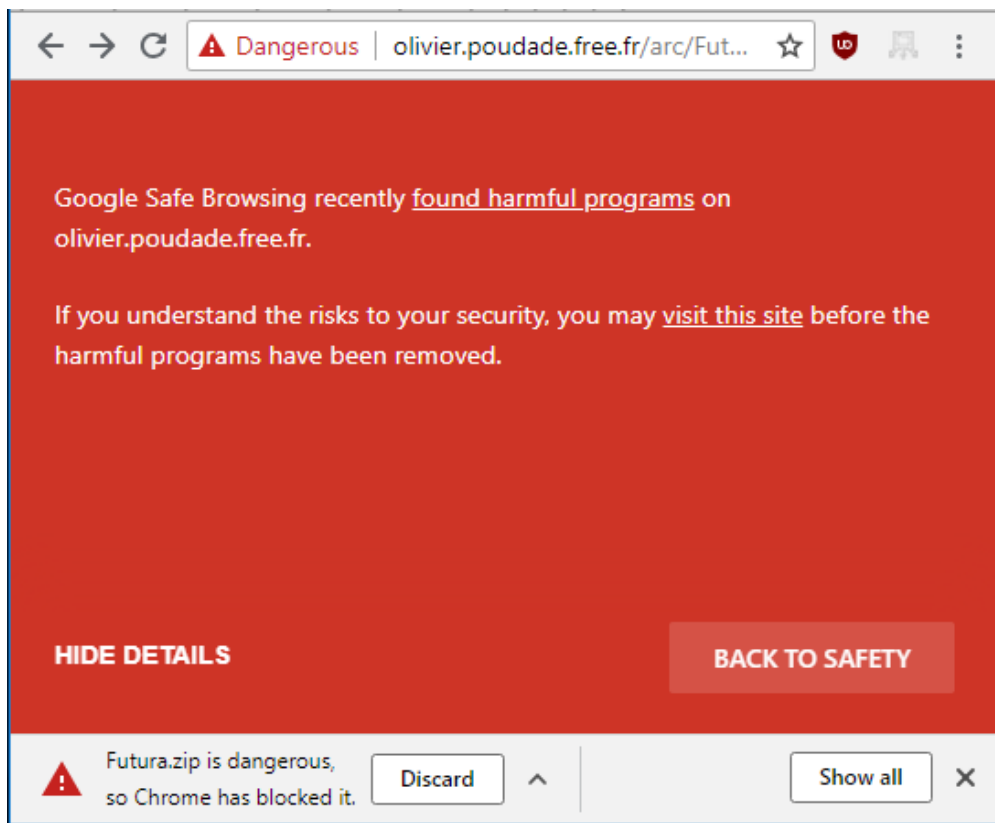 Dangerous | olivier.poudade.free.fr/arc/Fut...
Google Safe Browsing recently found harmful programs on
olivier.poudade.free.fr.
If you understand the risks to your security, you may visit this site before the
harmful programs have been removed.
HIDE DETAILS
BACK TO SAFETY
Futura.zip is dangerous,
so Chrome has blocked it.
Discard
Show all